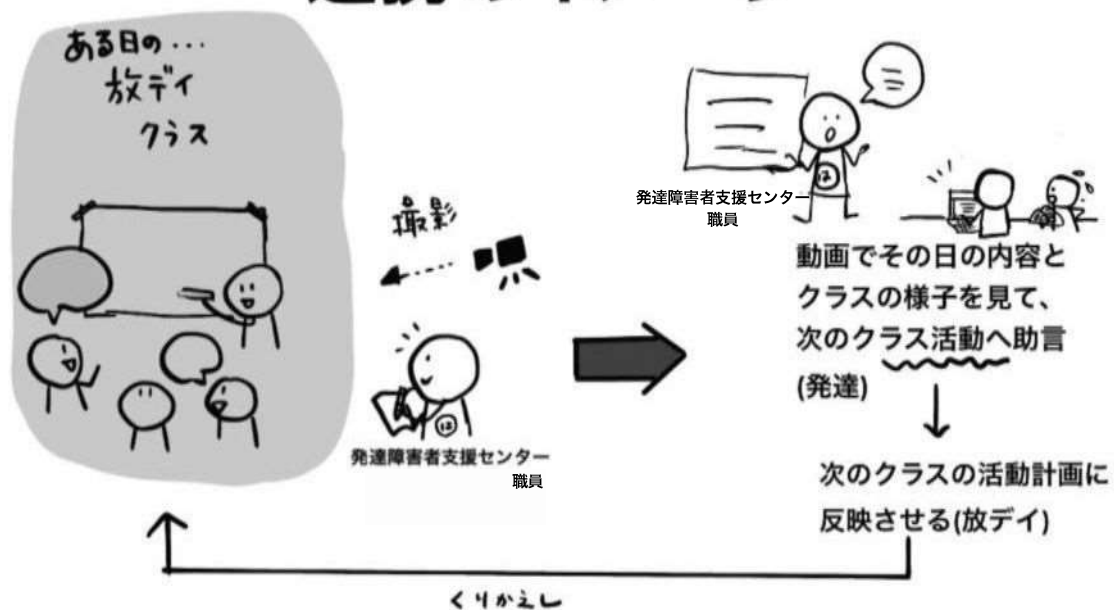 ある日の・・・
放デイ
クラス
撮影
発達障害者支援センター
職員
発達障害者支援センター
職員
動画でその日の内容と
クラスの様子を見て、
次のクラス活動へ助言
(発達)
次のクラスの活動計画に
反映させる(放デイ)
くりかえし